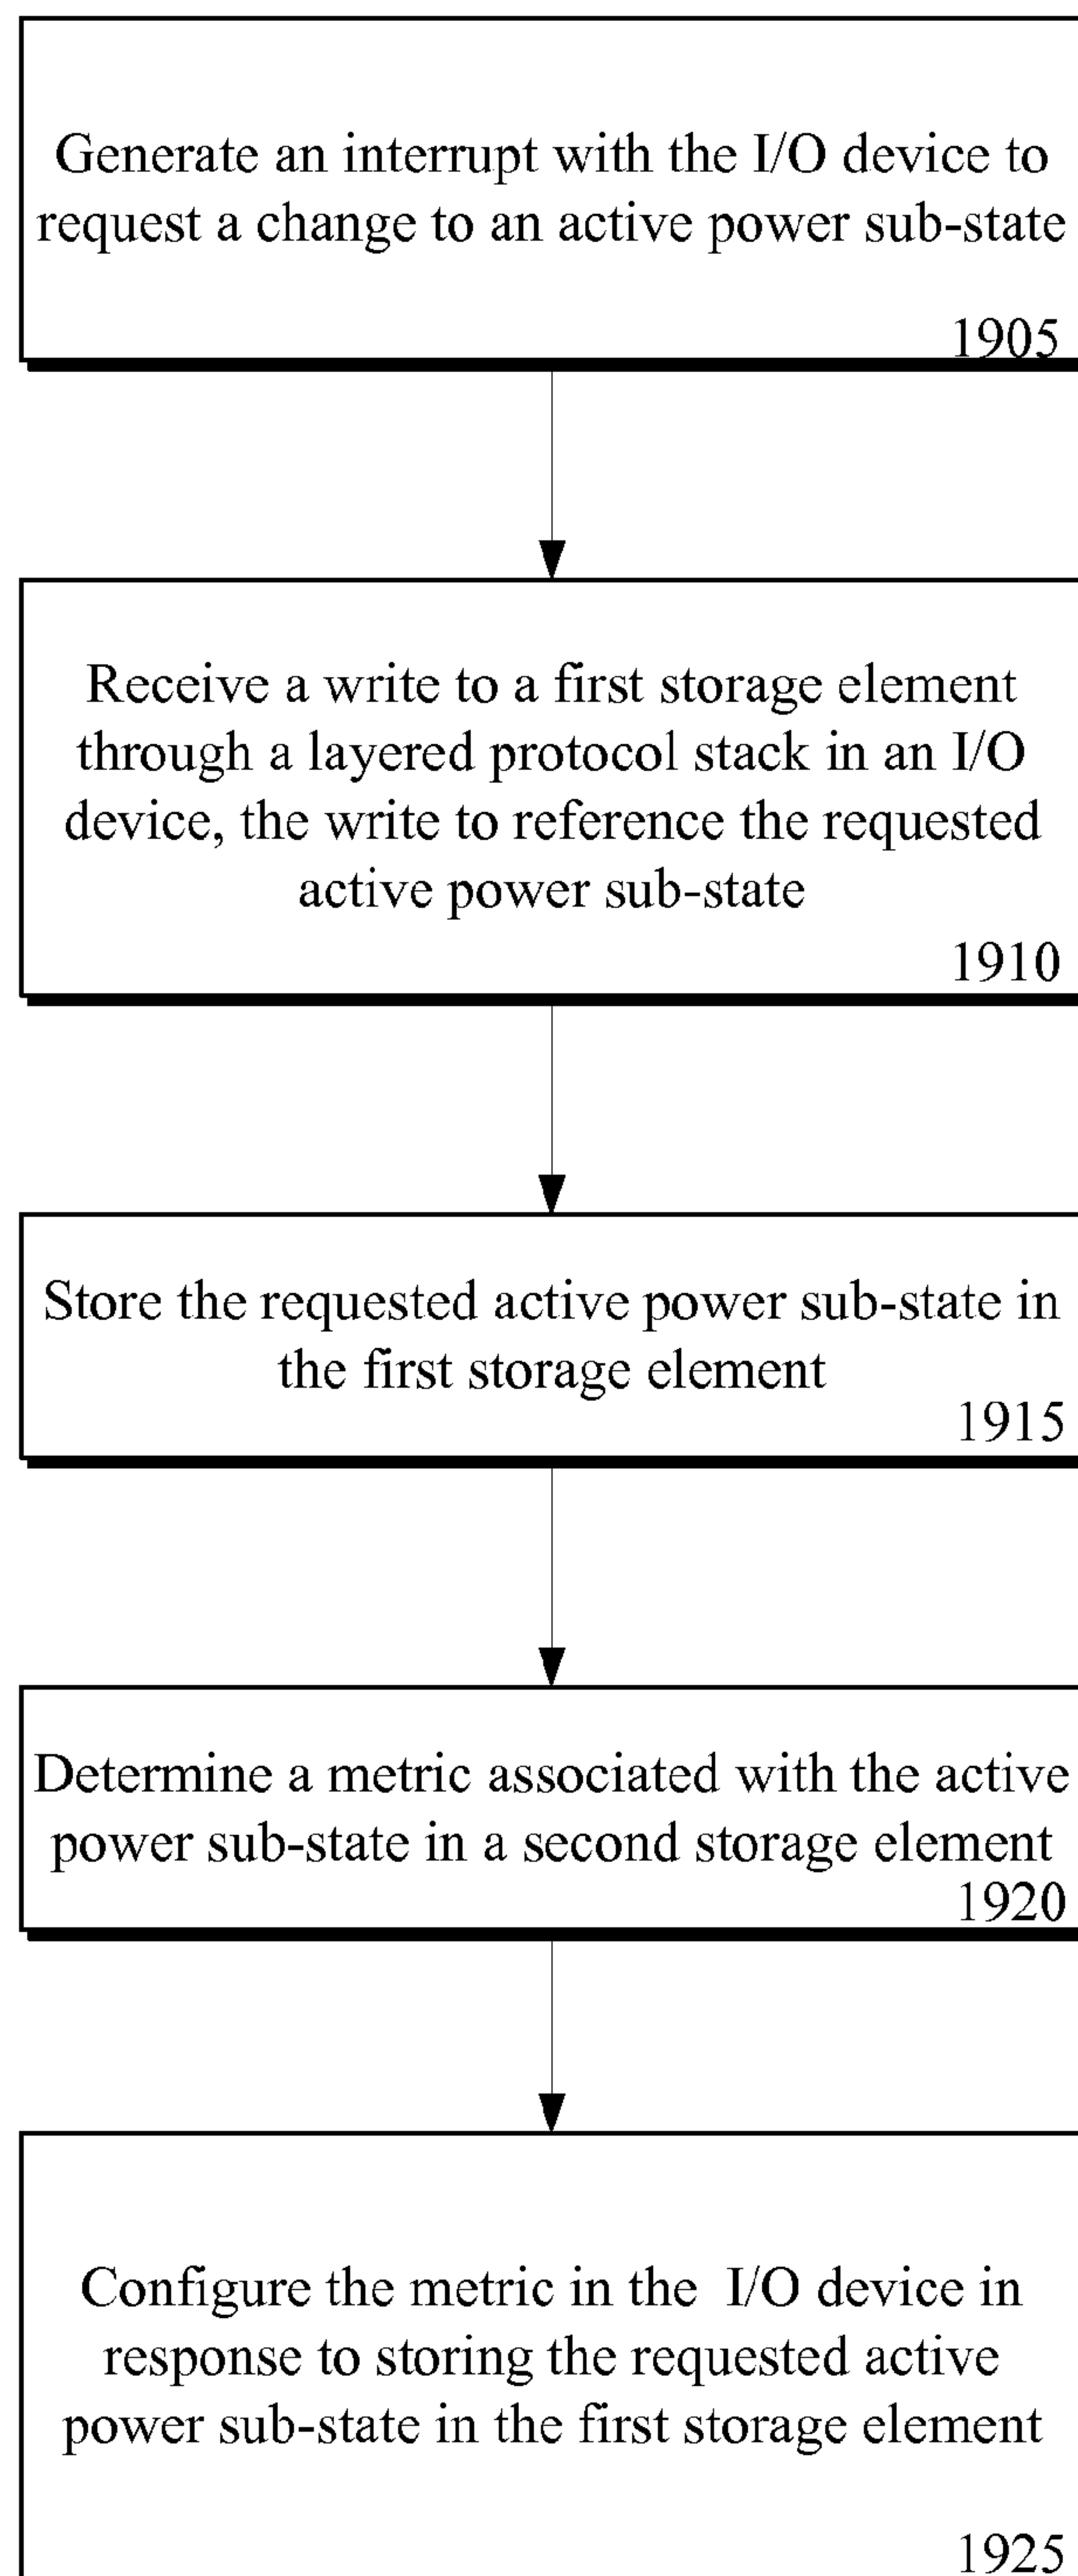 Generate an interrupt with the I/O device to
request a change to an active power sub-state
1905
Receive a write to a first storage element
through a layered protocol stack in an I/O
device, the write to reference the requested
active power sub-state
1910
Store the requested active power sub-state in
the first storage element
1915
Determine a metric associated with the active
power sub-state in a second storage element
1920
Configure the metric in the I/O device in
response to storing the requested active
power sub-state in the first storage element
1925